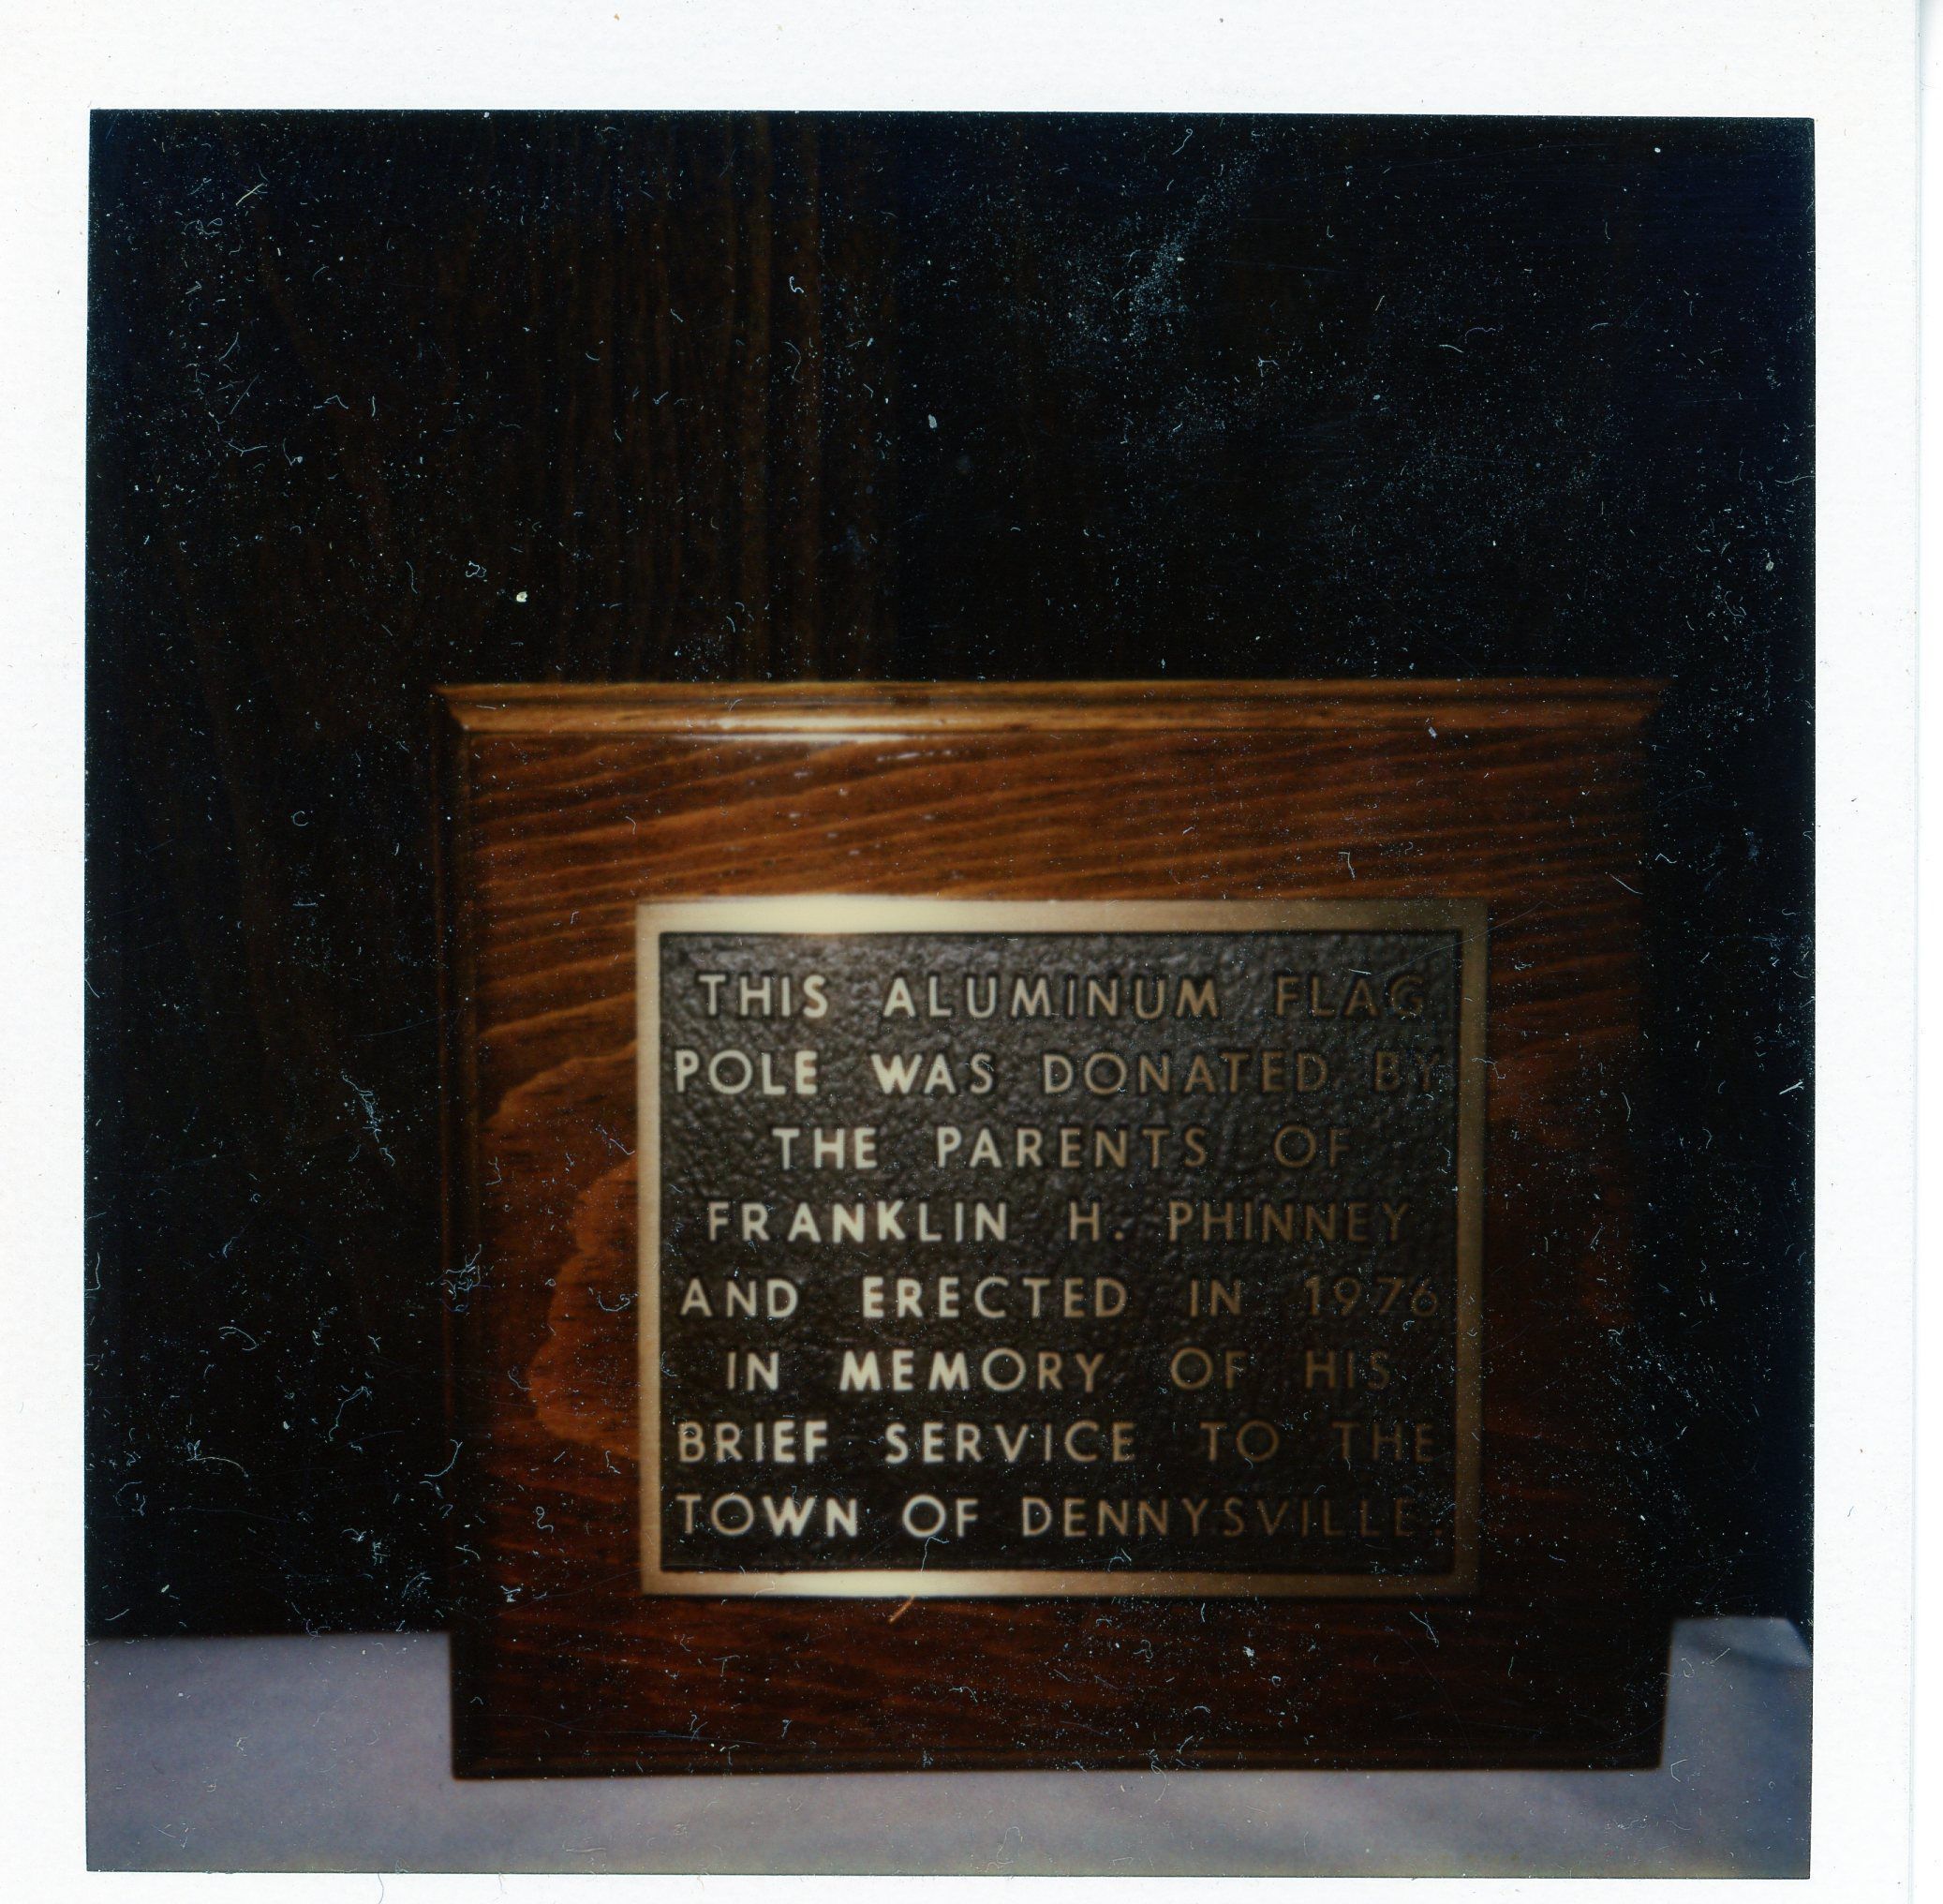 THIS ALUMINUM FLAG
POLE WAS DONATED BY
THE PARENTS OF
FRANKLIN H. PHINNEY
AND ERECTED IN 1976
IN MEMORY OF HIS
BRIEF SERVICE TO THE
TOWN OF DENNYSVILLE.